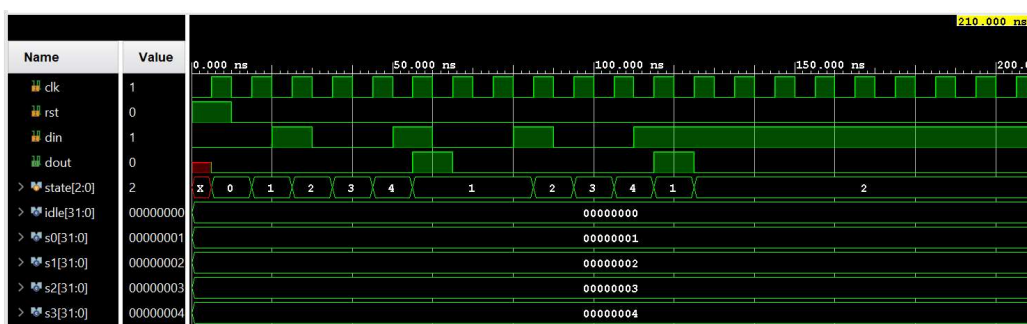 210.000 ns
Name Value
0.000 ns 50.000 ns 100.000 ns 150.000 ns 200.0
clk 1
rst 0
din 1
dout 0
> state[2:0] 2 X 0 1 2 3 4 1 2 3 4 1 2
> idle[31:0] 00000000 00000000
> s0[31:0] 00000001 00000001
> s1[31:0] 00000002 00000002
> s2[31:0] 00000003 00000003
> s3[31:0] 00000004 00000004